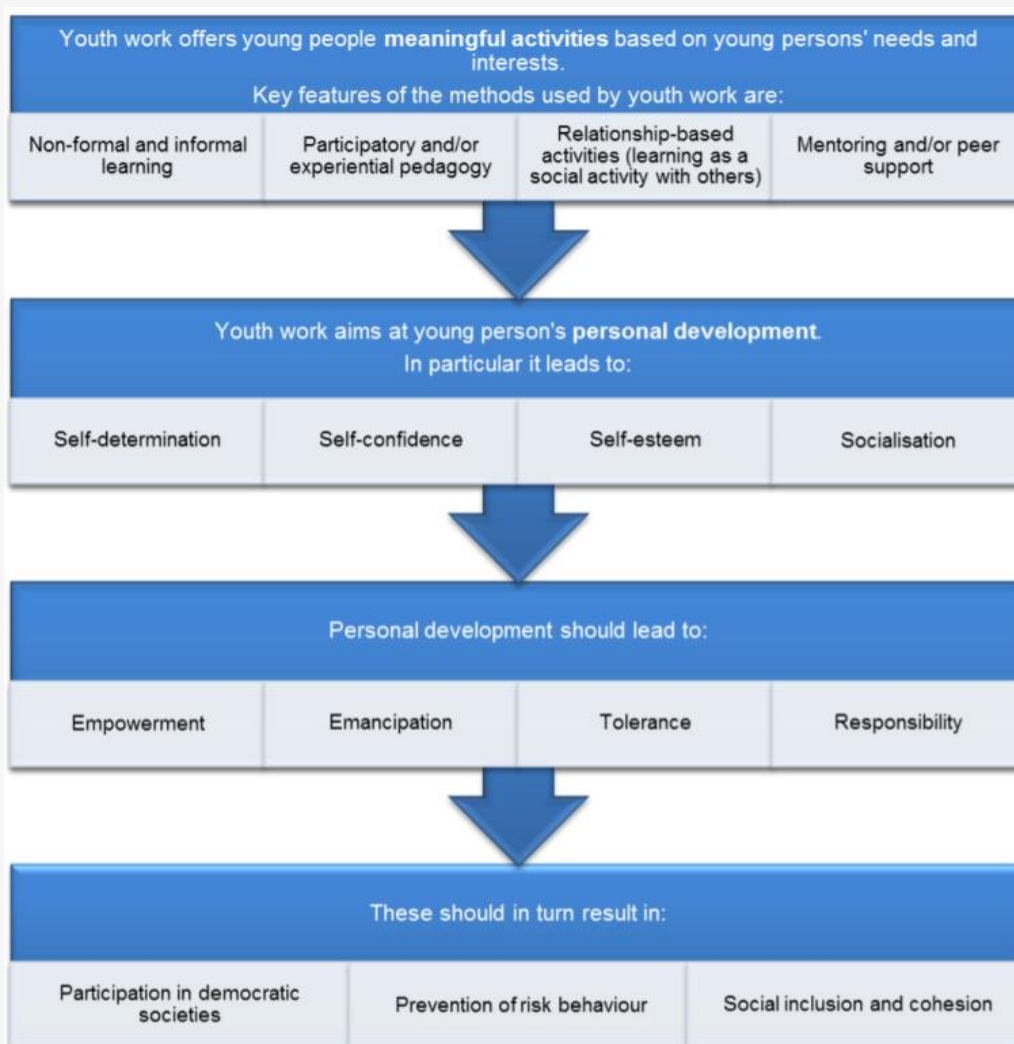 Youth work offers young people meaningful activities based on young persons' needs and
interests.
Key features of the methods used by youth work are:
Non-formal and informal
learning
Participatory and/or
experiential pedagogy
Relationship-based
activities (learning as a
social activity with others)
Mentoring and/or peer
support
Youth work aims at young person's personal development.
In particular it leads to:
Self-determination
Self-confidence
Self-esteem
Socialisation
Personal development should lead to:
Empowerment
Emancipation
Tolerance
Responsibility
These should in turn result in:
Participation in democratic
societies
Prevention of risk behaviour
Social inclusion and cohesion